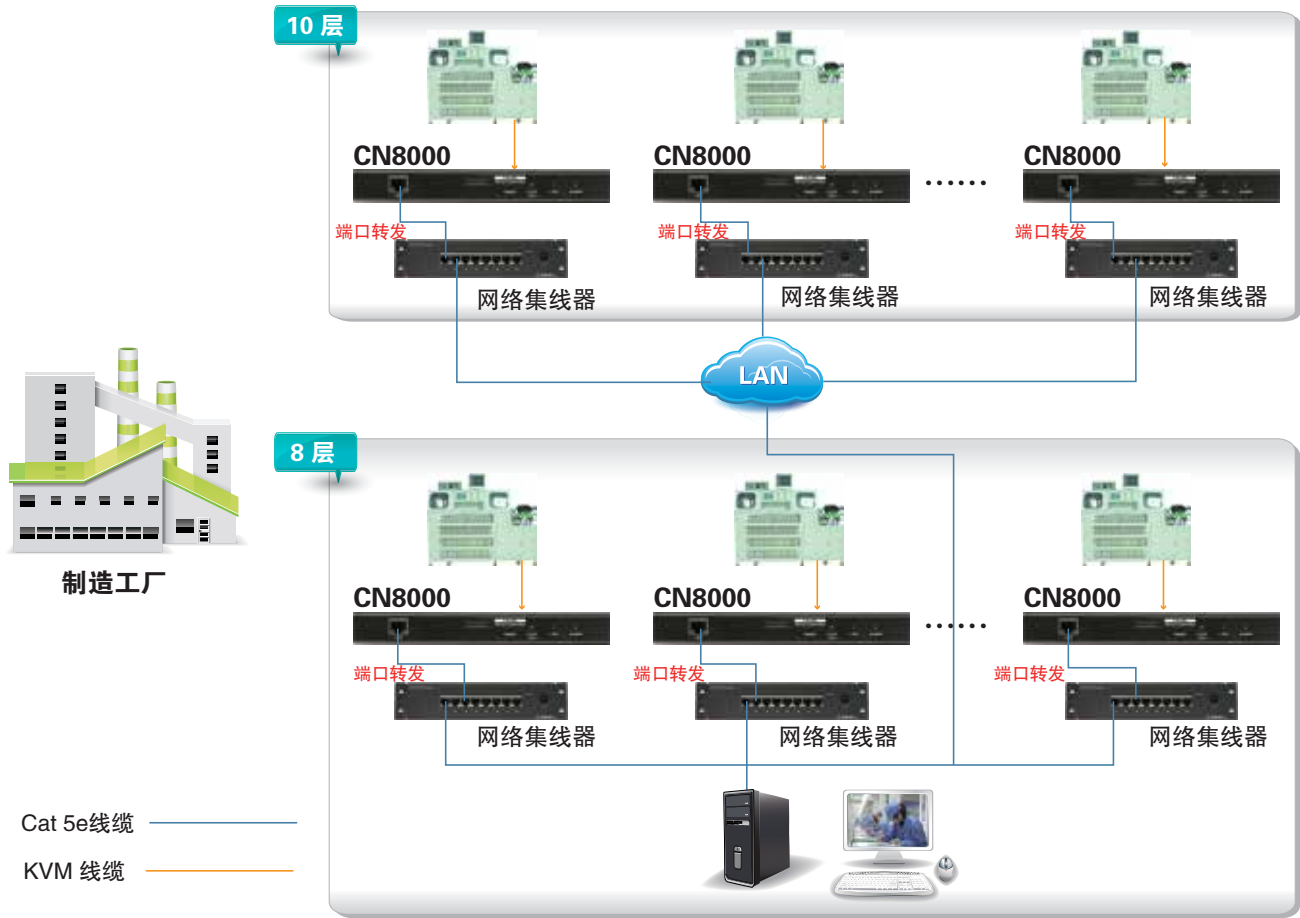 10 层
CN8000
CN8000
CN8000
······
端口转发
端口转发
端口转发
网络集线器
网络集线器
网络集线器
LAN
8 层
制造工厂
CN8000
CN8000
CN8000
······
端口转发
端口转发
端口转发
网络集线器
网络集线器
网络集线器
Cat 5e线缆
KVM 线缆